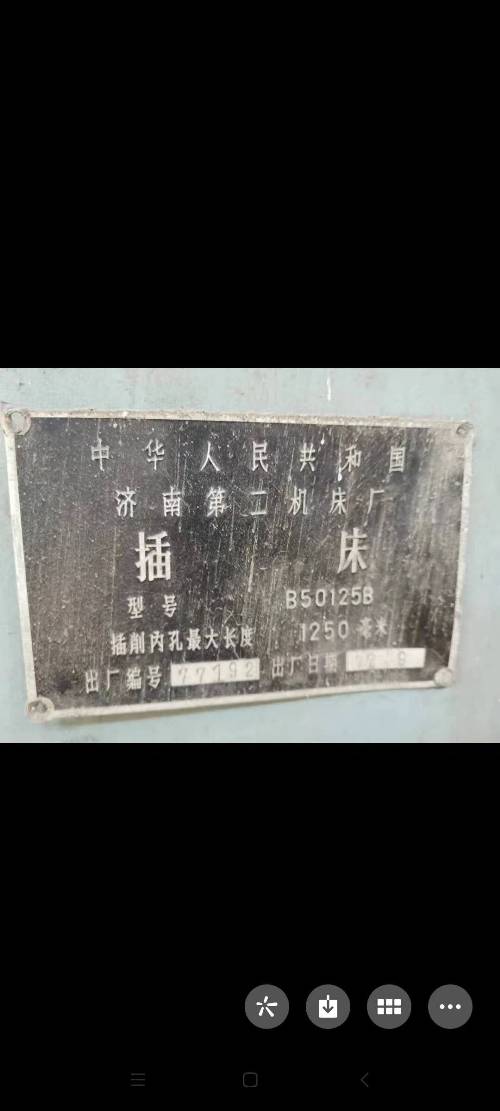 中华人民共和国
济南第二机床厂
插床
型号 B50125B
插削内孔最大长度 1250 毫米
出厂编号 77792 出厂日期